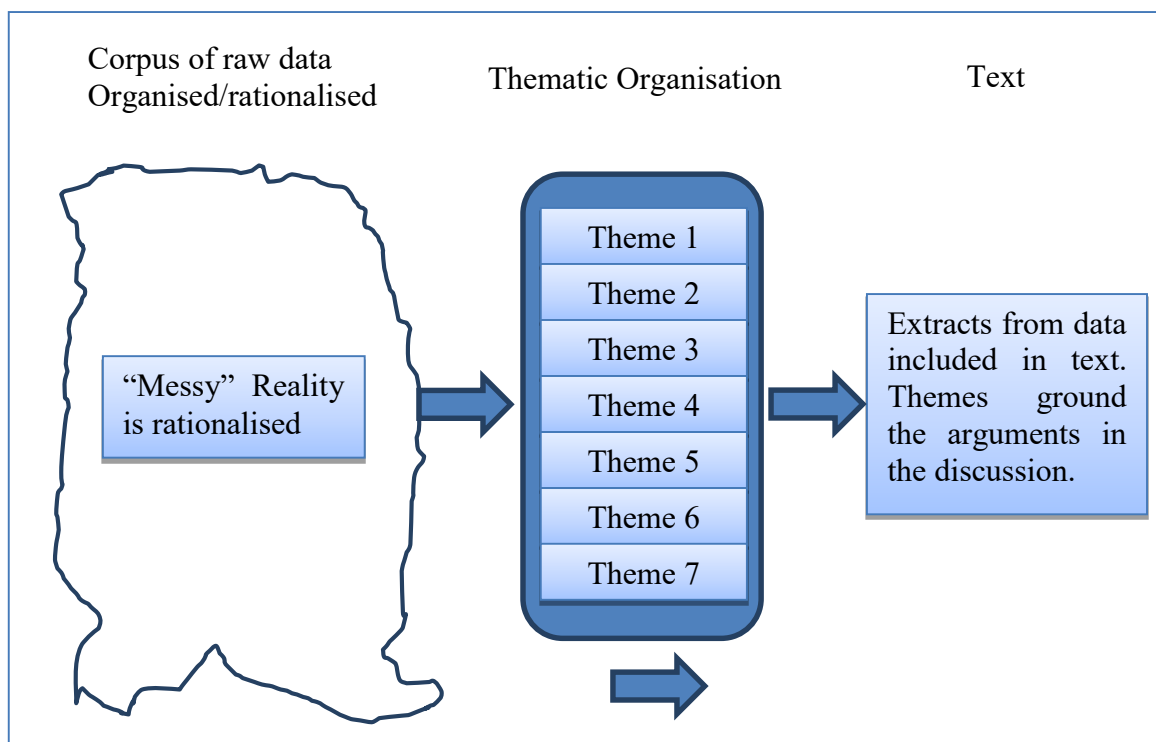 Corpus of raw data
Organised/rationalised
Thematic Organisation
Text
“Messy” Reality
is rationalised
Theme 1
Theme 2
Theme 3
Theme 4
Theme 5
Theme 6
Theme 7
Extracts from data
included in text.
Themes ground
the arguments in
the discussion.